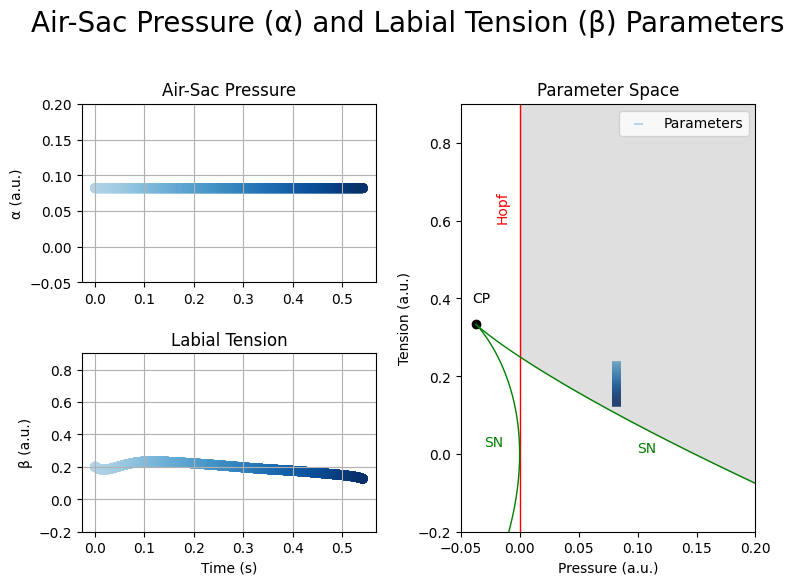 Air-Sac Pressure (α) and Labial Tension (β) Parameters
Air-Sac Pressure
α (a.u.)
0.20
0.15
0.10
0.05
0.00
−0.05
0.0 0.1 0.2 0.3 0.4 0.5
Labial Tension
β (a.u.)
0.8
0.6
0.4
0.2
0.0
−0.2
0.0 0.1 0.2 0.3 0.4 0.5
Time (s)
Parameter Space
Parameters
Tension (a.u.)
0.8
0.6
0.4
0.2
0.0
−0.2
Hopf
CP
SN
SN
−0.05 0.00 0.05 0.10 0.15 0.20
Pressure (a.u.)